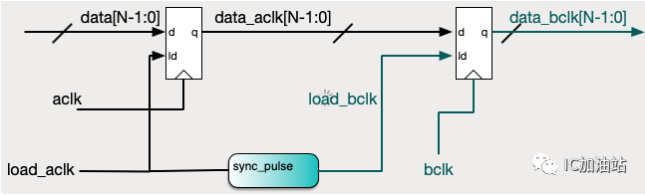 data[N-1:0]
data_aclk[N-1:0]
data_bclk[N-1:0]
d q
ld
d q
ld
aclk
load_bclk
load_aclk
sync_pulse
bclk
IC加油站